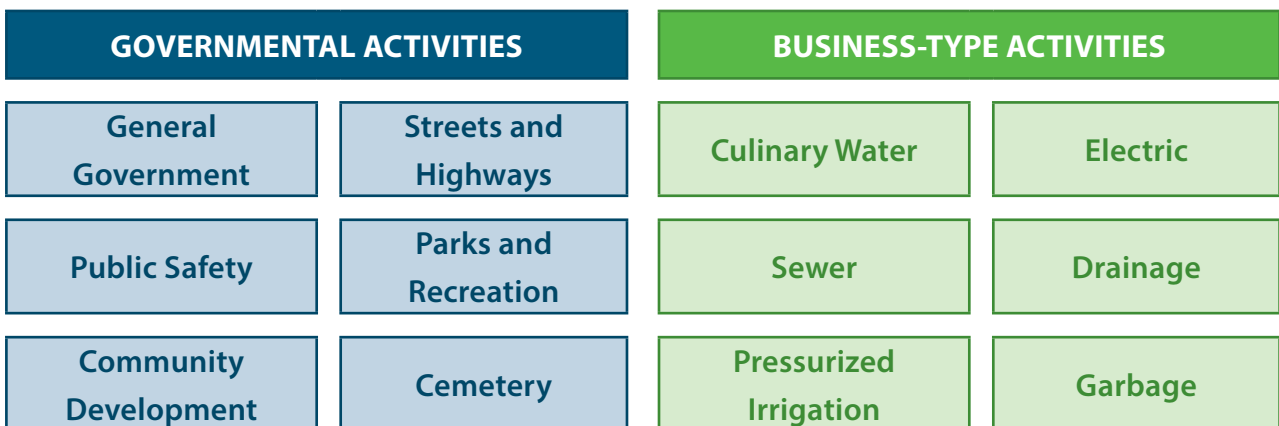 GOVERNMENTAL ACTIVITIES
BUSINESS-TYPE ACTIVITIES
General
Government
Streets and
Highways
Culinary Water
Electric
Public Safety
Parks and
Recreation
Sewer
Drainage
Community
Development
Cemetery
Pressurized
Irrigation
Garbage